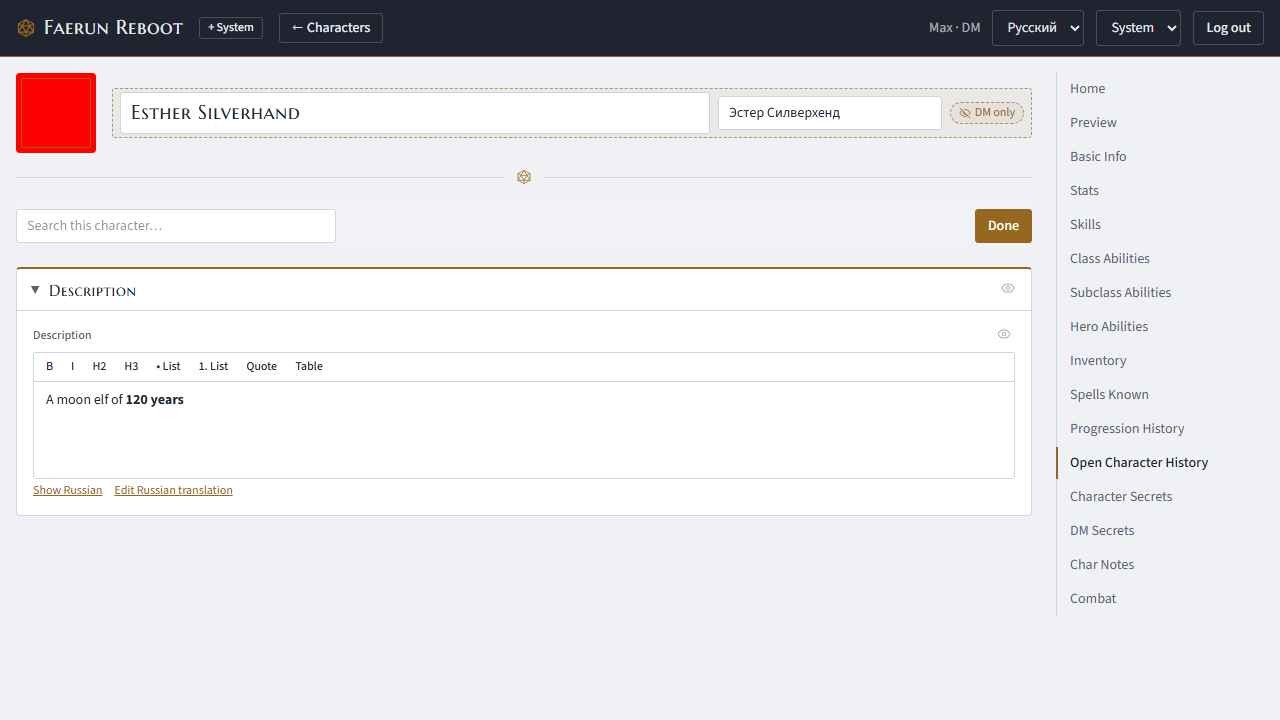 Faerun Reboot
+ System
← Characters
Max · DM
Русский
System
Log out
Esther Silverhand
Эстер Силверхенд
DM only
Search this character…
Done
Description
Description
B I H2 H3 • List 1. List Quote Table
A moon elf of 120 years
Show Russian Edit Russian translation
Home
Preview
Basic Info
Stats
Skills
Class Abilities
Subclass Abilities
Hero Abilities
Inventory
Spells Known
Progression History
Open Character History
Character Secrets
DM Secrets
Char Notes
Combat